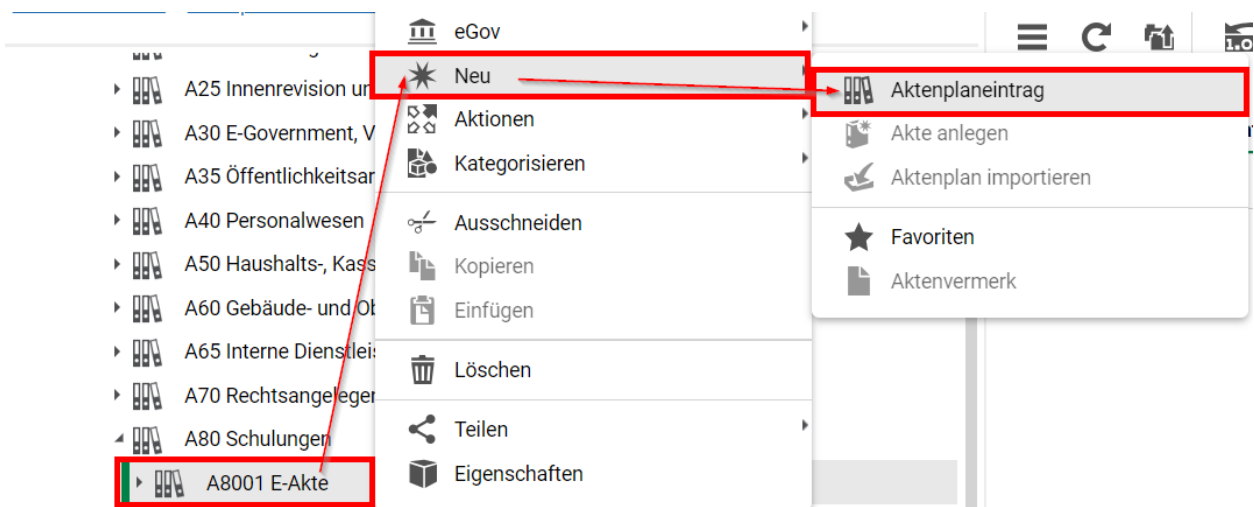 eGov
Neu
Aktionen
Kategorisieren
Ausschneiden
Kopieren
Einfügen
Löschen
Teilen
Eigenschaften
Aktenplaneintrag
Akte anlegen
Aktenplan importieren
Favoriten
Aktenvermerk
A25 Innenrevision un
A30 E-Government, V
A35 Öffentlichkeitsar
A40 Personalwesen
A50 Haushalts-, Kass
A60 Gebäude- und Ob
A65 Interne Dienstleis
A70 Rechtsangelegen
A80 Schulungen
A8001 E-Akte